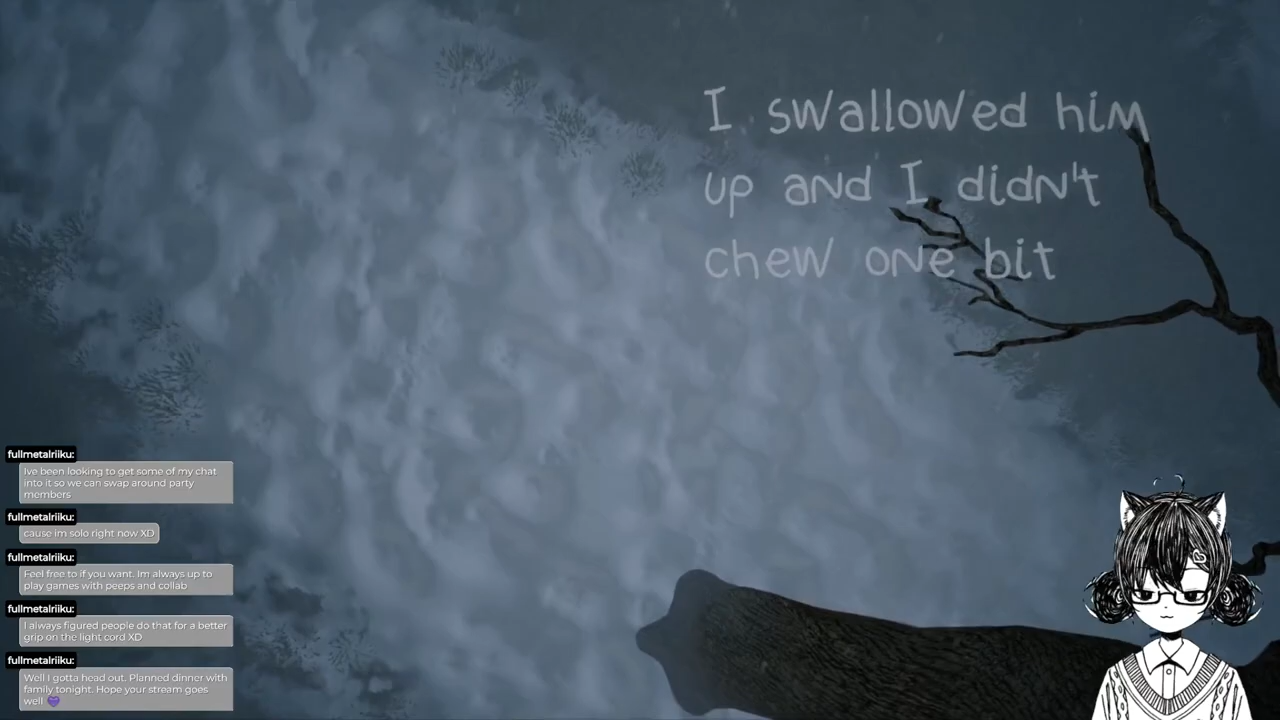 I swallowed him
up and I didn't
chew one bit
fullmetalriiku:
Ive been looking to get some of my chat
into it so we can swap around party
members
fullmetalriiku:
cause im solo right now XD
fullmetalriiku:
Feel free to if you want. Im always up to
play games with peeps and collab
fullmetalriiku:
I always figured people do that for a better
grip on the light cord XD
fullmetalriiku:
Well I gotta head out. Planned dinner with
family tonight. Hope your stream goes
well 💜